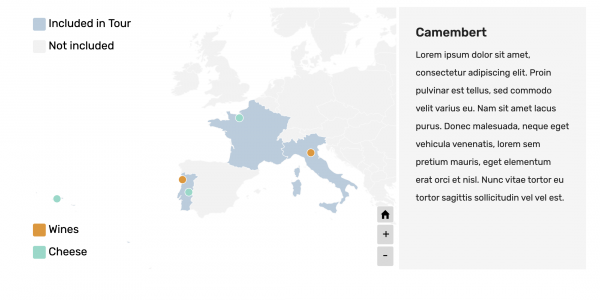 Included in Tour
Not included
Wines
Cheese
+
-
Camembert
Lorem ipsum dolor sit amet,
consectetur adipiscing elit. Proin
pulvinar est tellus, sed commodo
velit varius eu. Nam sit amet lacus
purus. Donec malesuada, neque eget
vehicula venenatis, lorem sem
pretium mauris, eget elementum
erat orci et nisl. Nunc vitae tortor eu
tortor sagittis sollicitudin vel vel est.